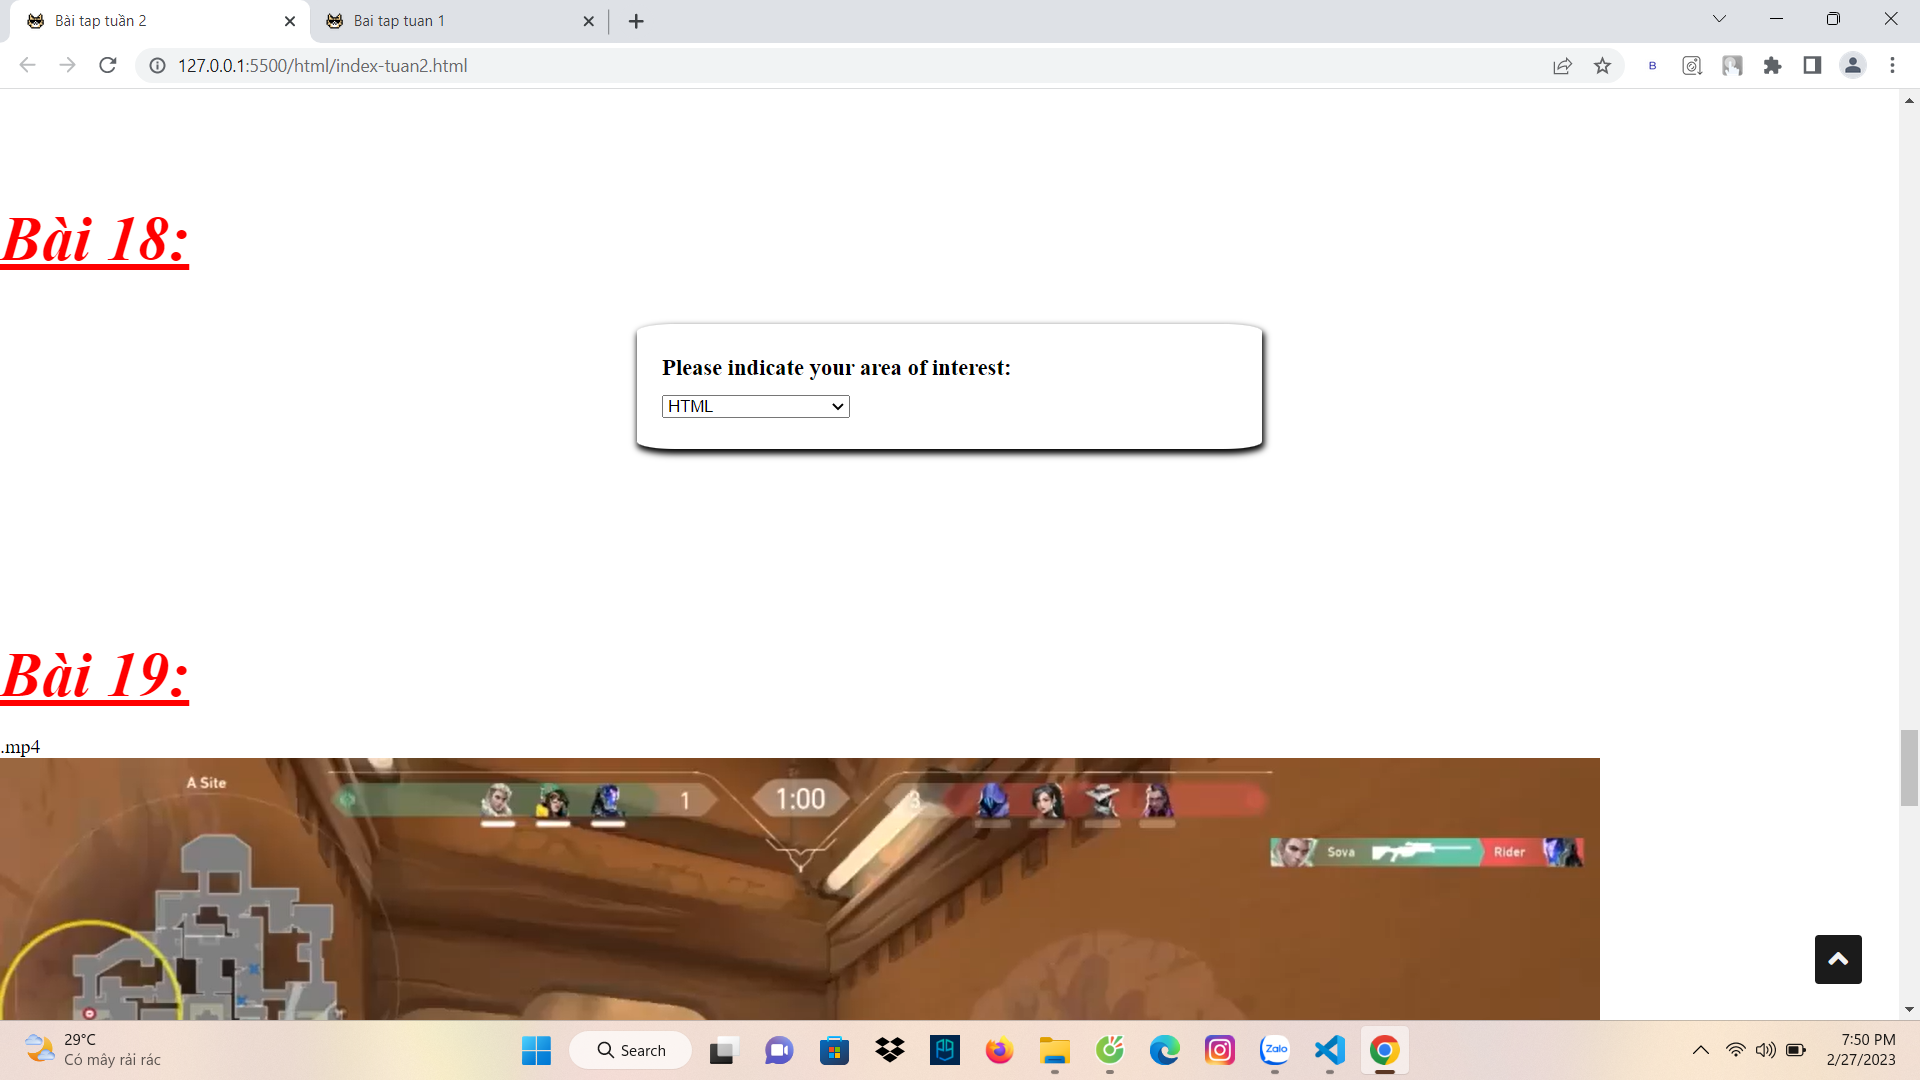 Bài tap tuần 2
Bai tap tuan 1
127.0.0.1:5500/html/index-tuan2.html
B
Bài 18:
Please indicate your area of interest:
HTML
Bài 19:
.mp4
A Site
1
1:00
3
Sova
Rider
29°C
Có mây rải rác
Search
Zalo
7:50 PM
2/27/2023